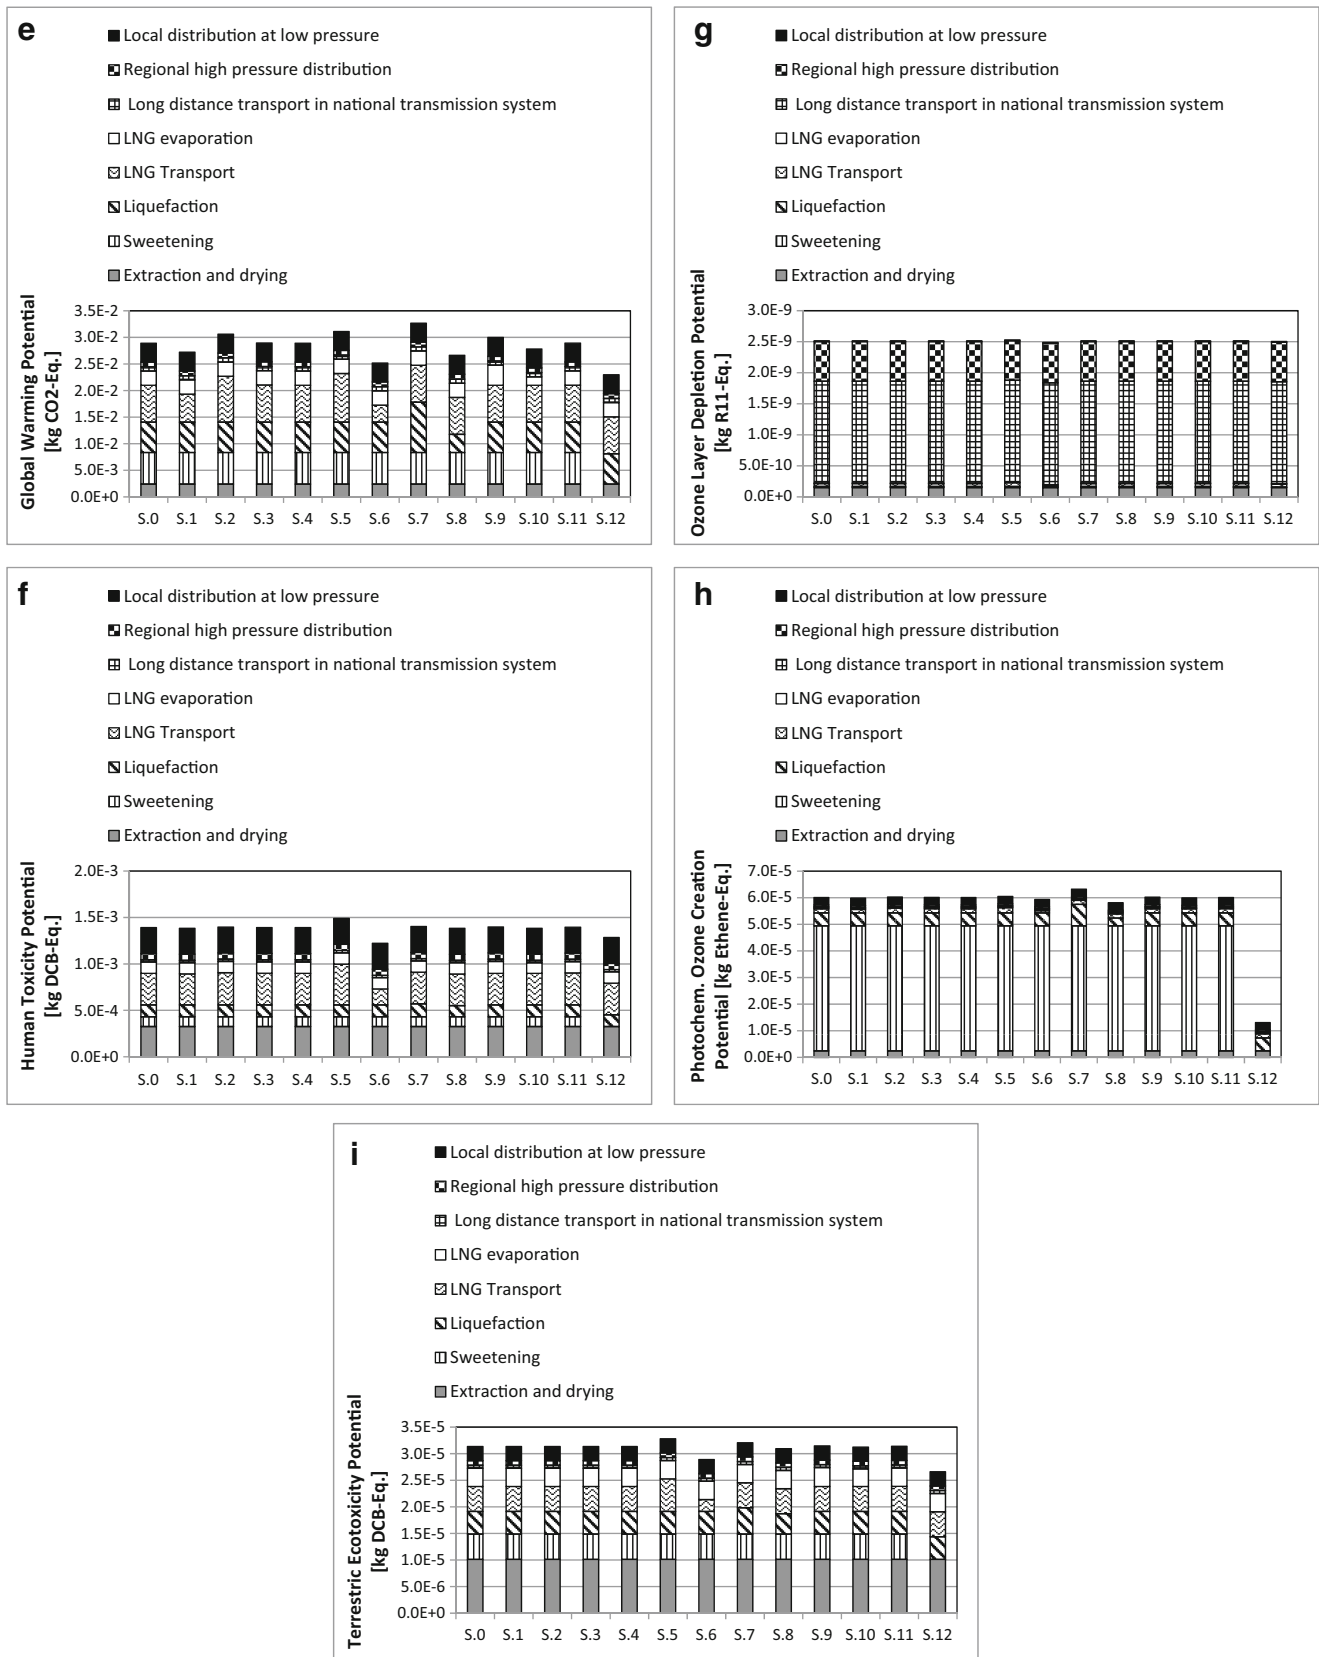 e
Local distribution at low pressure
Regional high pressure distribution
Long distance transport in national transmission system
LNG evaporation
LNG Transport
Liquefaction
Sweetening
Extraction and drying
Global Warming Potential
[kg CO2-Eq.]
3.5E-2
3.0E-2
2.5E-2
2.0E-2
1.5E-2
1.0E-2
5.0E-3
0.0E+0
S.0 S.1 S.2 S.3 S.4 S.5 S.6 S.7 S.8 S.9 S.10 S.11 S.12
g
Local distribution at low pressure
Regional high pressure distribution
Long distance transport in national transmission system
LNG evaporation
LNG Transport
Liquefaction
Sweetening
Extraction and drying
Ozone Layer Depletion Potential
[kg R11-Eq.]
3.0E-9
2.5E-9
2.0E-9
1.5E-9
1.0E-9
5.0E-10
0.0E+0
S.0 S.1 S.2 S.3 S.4 S.5 S.6 S.7 S.8 S.9 S.10 S.11 S.12
f
Local distribution at low pressure
Regional high pressure distribution
Long distance transport in national transmission system
LNG evaporation
LNG Transport
Liquefaction
Sweetening
Extraction and drying
Human Toxicity Potential
[kg DCB-Eq.]
2.0E-3
1.5E-3
1.0E-3
5.0E-4
0.0E+0
S.0 S.1 S.2 S.3 S.4 S.5 S.6 S.7 S.8 S.9 S.10 S.11 S.12
h
Local distribution at low pressure
Regional high pressure distribution
Long distance transport in national transmission system
LNG evaporation
LNG Transport
Liquefaction
Sweetening
Extraction and drying
Photochem. Ozone Creation
Potential [kg Ethene-Eq.]
7.0E-5
6.0E-5
5.0E-5
4.0E-5
3.0E-5
2.0E-5
1.0E-5
0.0E+0
S.0 S.1 S.2 S.3 S.4 S.5 S.6 S.7 S.8 S.9 S.10 S.11 S.12
i
Local distribution at low pressure
Regional high pressure distribution
Long distance transport in national transmission system
LNG evaporation
LNG Transport
Liquefaction
Sweetening
Extraction and drying
Terrestric Ecotoxicity Potential
[kg DCB-Eq.]
3.5E-5
3.0E-5
2.5E-5
2.0E-5
1.5E-5
1.0E-5
5.0E-6
0.0E+0
S.0 S.1 S.2 S.3 S.4 S.5 S.6 S.7 S.8 S.9 S.10 S.11 S.12